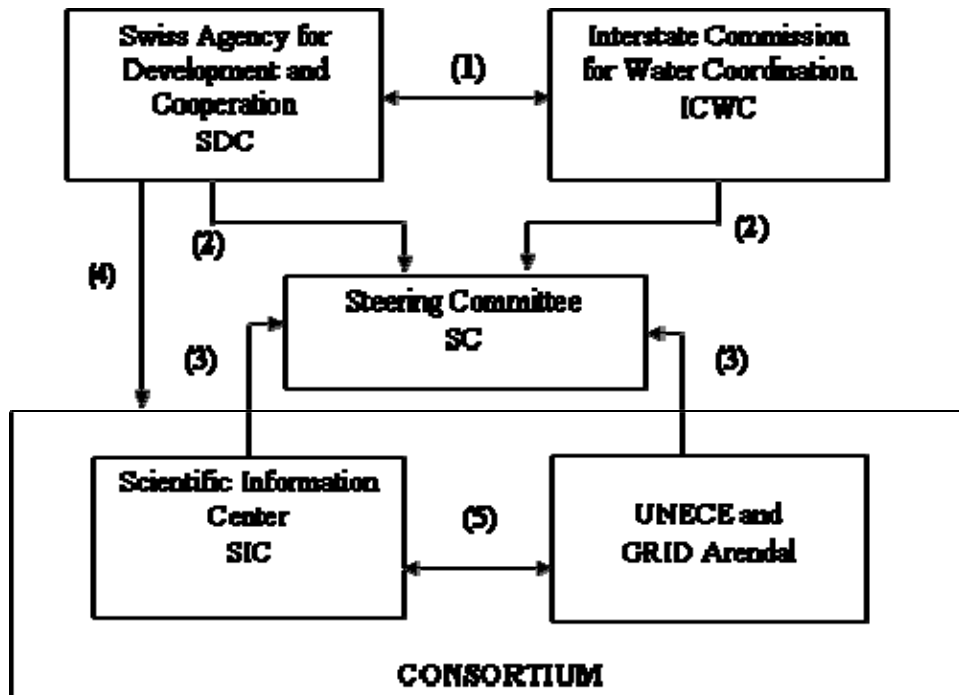 Swiss Agency for
Development and
Cooperation
SDC
(1)
Interstate Commission
for Water Coordination
ICWC
(2)
(2)
(4)
Steering Committee
SC
(3)
(3)
Scientific Information
Center
SIC
(5)
UNECE and
GRID Arendal
CONSORTIUM